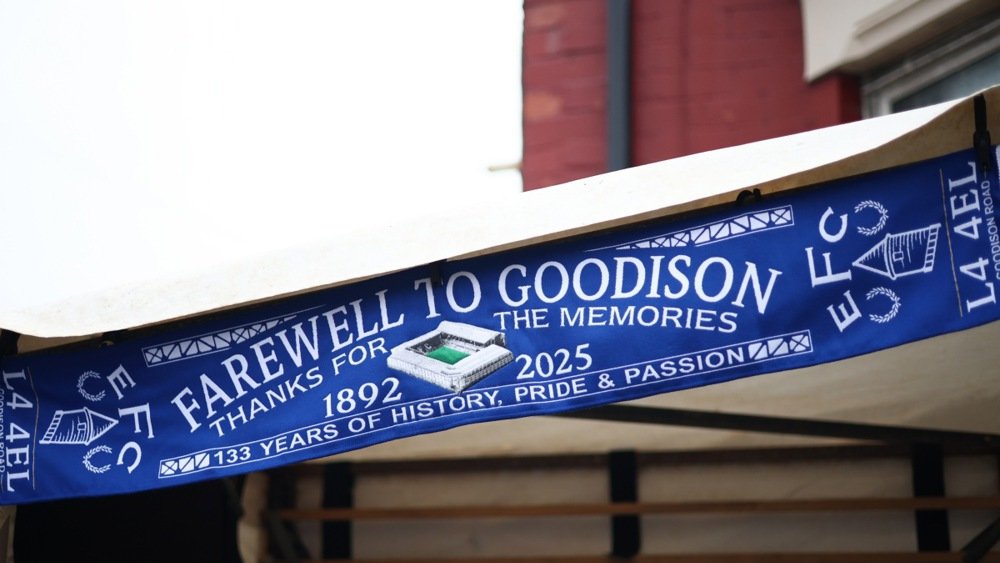 FAREWELL TO GOODISON
THANKS FOR THE MEMORIES
1892 2025
133 YEARS OF HISTORY, PRIDE & PASSION
EFC
L4 4EL
GOODISON ROAD
EFC
L4 4EL
GOODISON ROAD